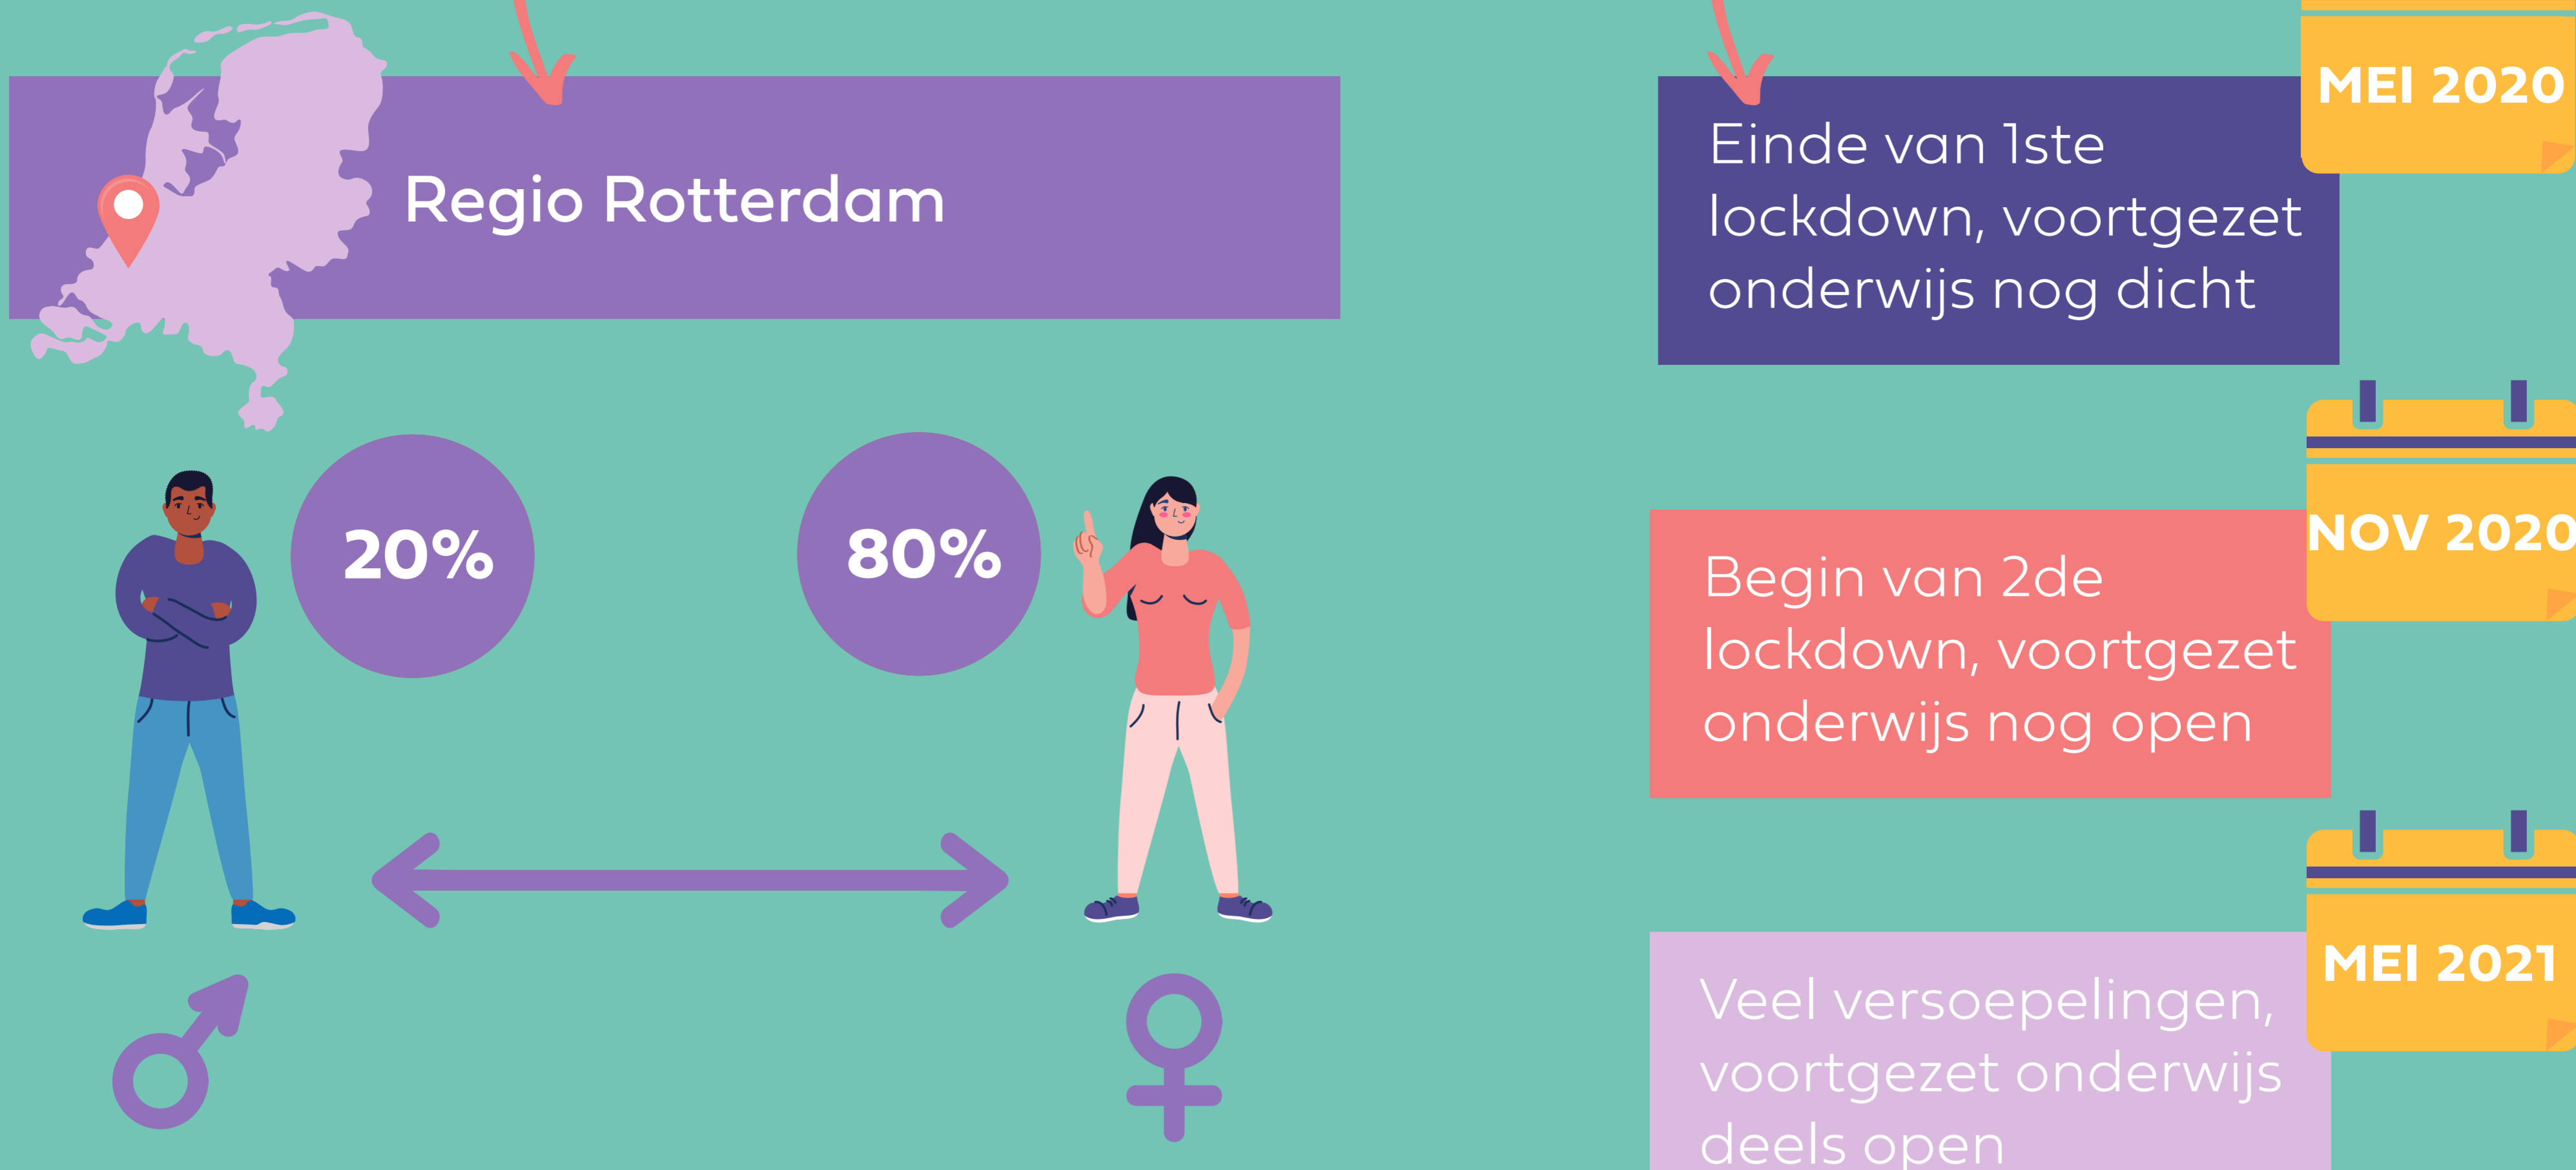 Regio Rotterdam
20%
80%
MEI 2020
Einde van 1ste
lockdown, voortgezet
onderwijs nog dicht
NOV 2020
Begin van 2de
lockdown, voortgezet
onderwijs nog open
MEI 2021
Veel versoepelingen,
voortgezet onderwijs
deels open